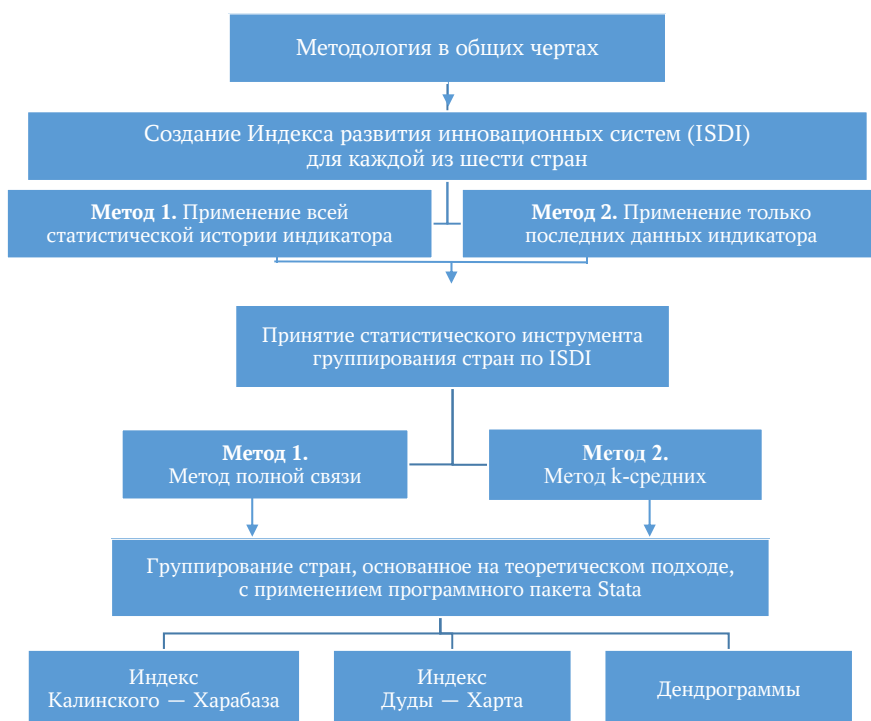 Методология в общих чертах
Создание Индекса развития инновационных систем (ISDI)
для каждой из шести стран
Метод 1. Применение всей
статистической истории индикатора
Метод 2. Применение только
последних данных индикатора
Принятие статистического инструмента
группирования стран по ISDI
Метод 1.
Метод полной связи
Метод 2.
Метод k-средних
Группирование стран, основанное на теоретическом подходе,
с применением программного пакета Stata
Индекс
Калинского — Харабаза
Индекс
Дуды — Харта
Дендрограммы